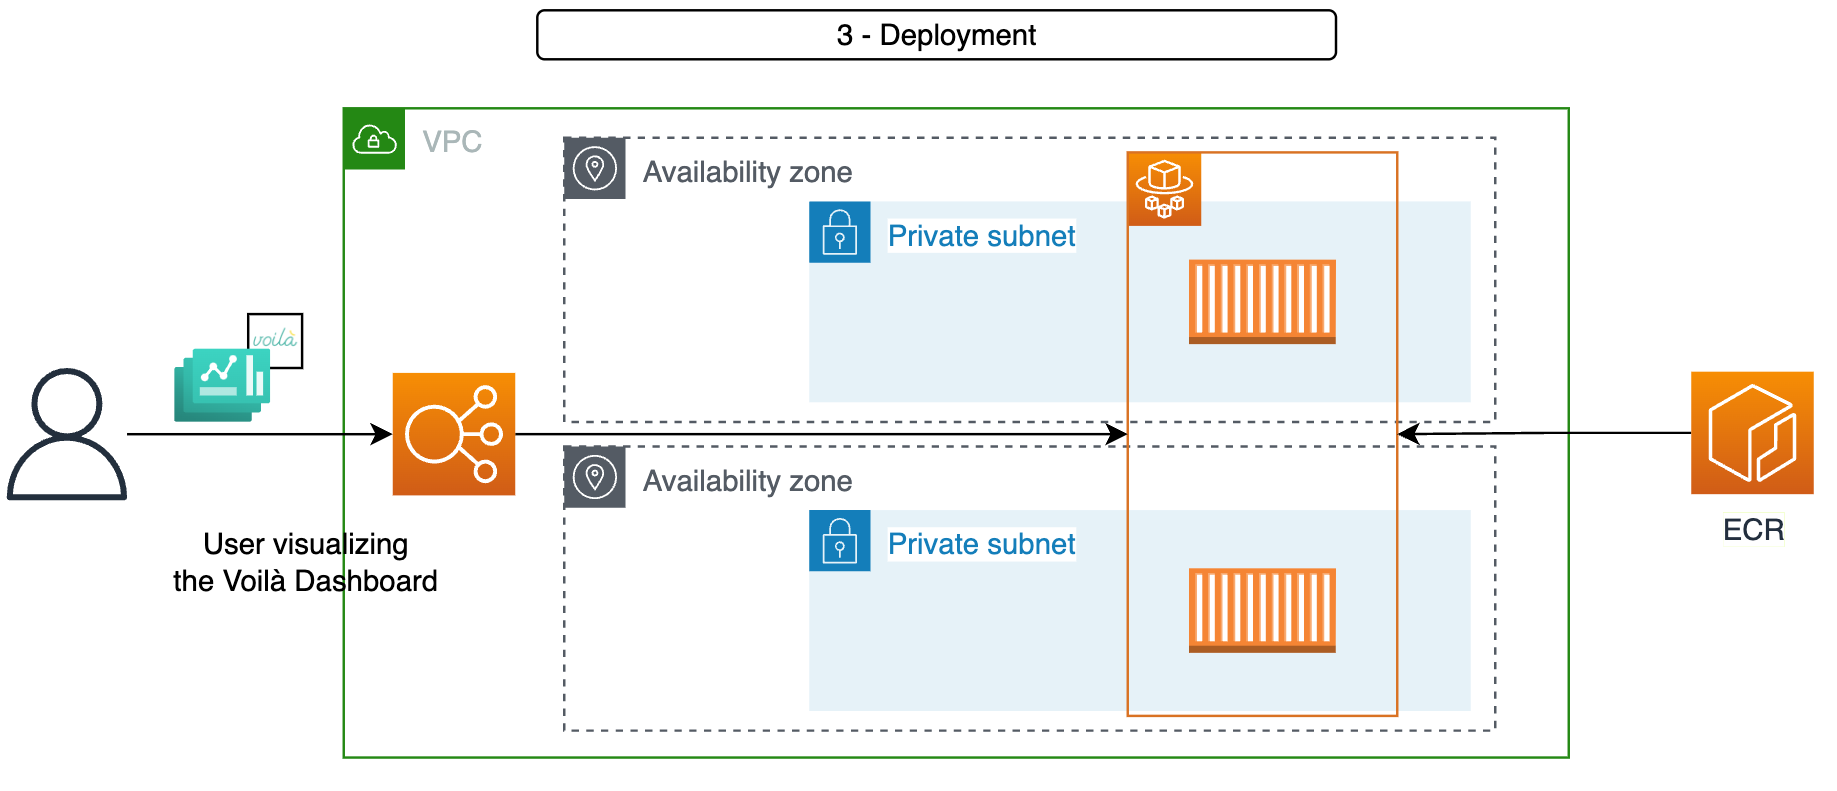 3 - Deployment
VPC
Availability zone
Private subnet
voilà
User visualizing
the Voilà Dashboard
Availability zone
Private subnet
ECR